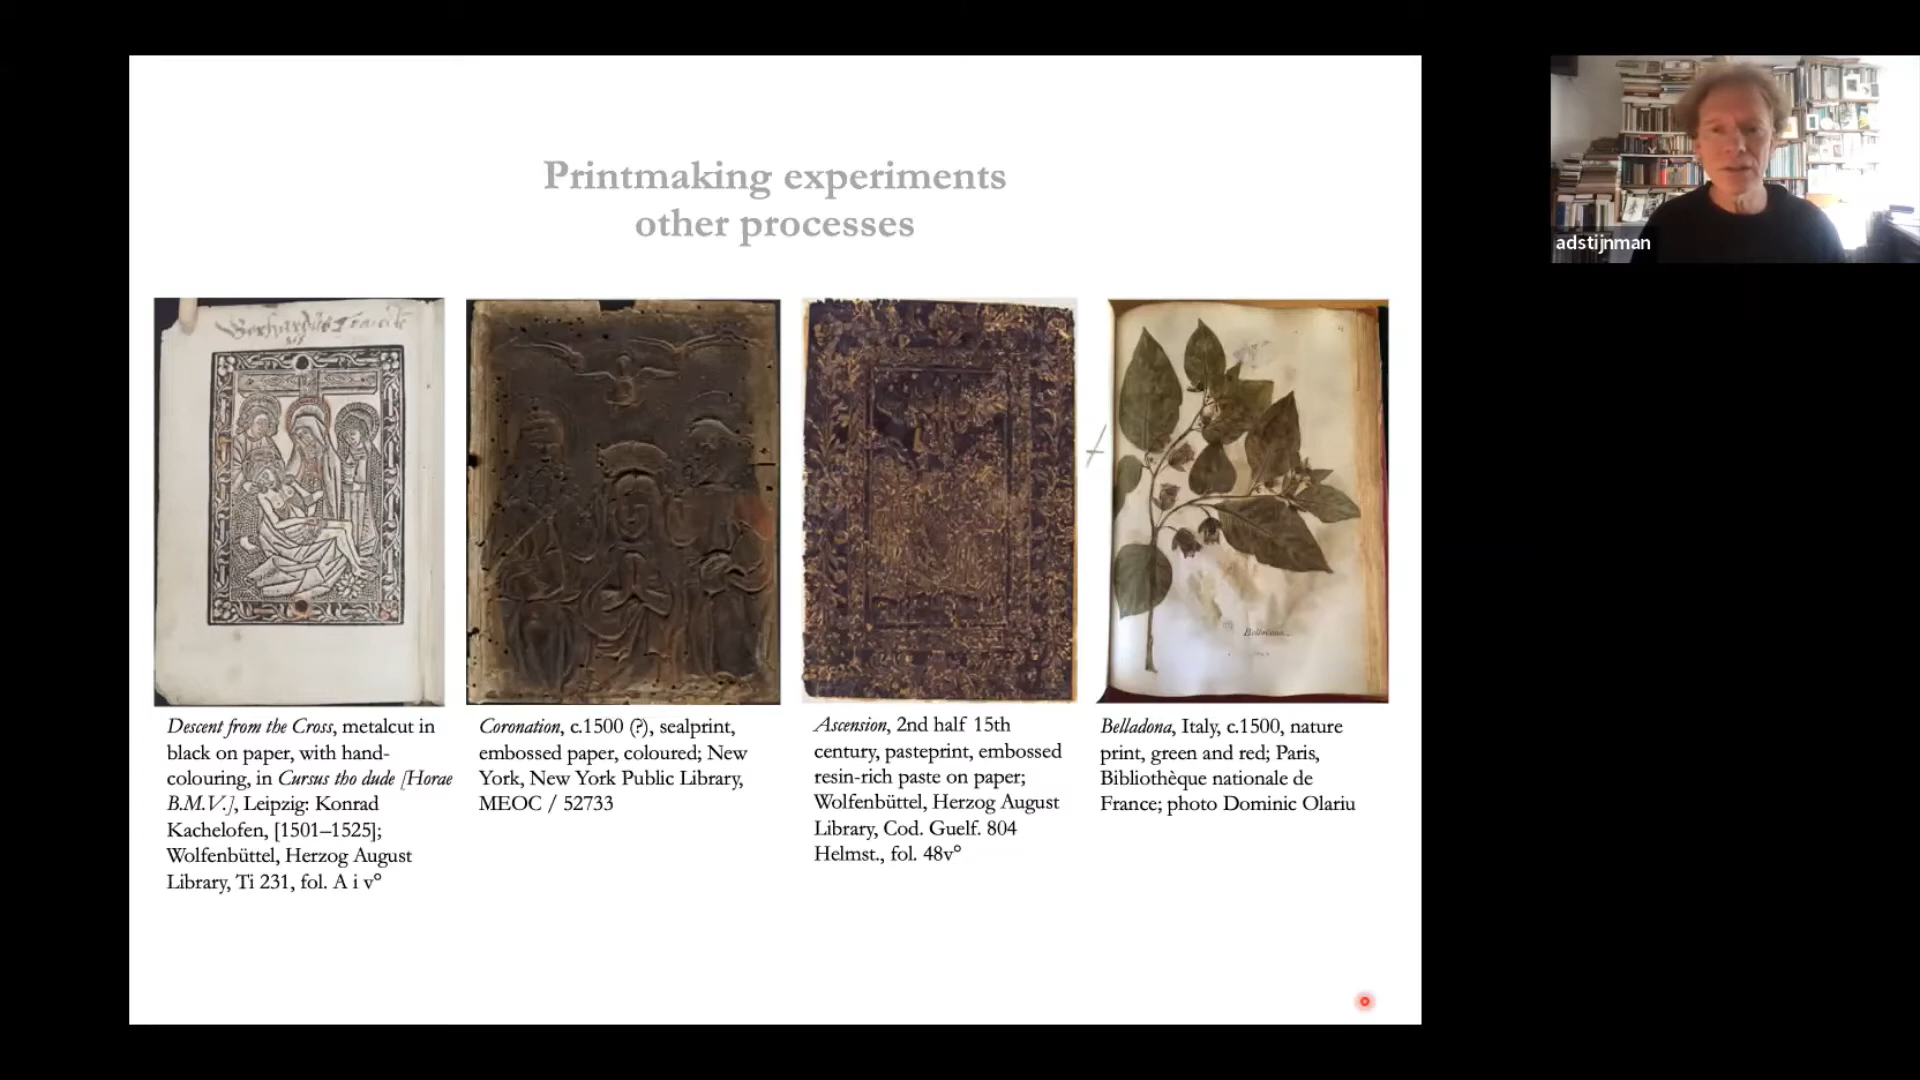 Printmaking experiments
other processes
adstijnman
Descent from the Cross, metalcut in
black on paper, with hand-
colouring, in Cursus tho dude [Horae
B.M.V.], Leipzig: Konrad
Kachelofen, [1501–1525];
Wolfenbüttel, Herzog August
Library, Ti 231, fol. A i v°
Coronation, c.1500 (?), sealprint,
embossed paper, coloured; New
York, New York Public Library,
MEOC / 52733
Ascension, 2nd half 15th
century, pasteprint, embossed
resin-rich paste on paper;
Wolfenbüttel, Herzog August
Library, Cod. Guelf. 804
Helmst., fol. 48v°
Belladona, Italy, c.1500, nature
print, green and red; Paris,
Bibliothèque nationale de
France; photo Dominic Olariu